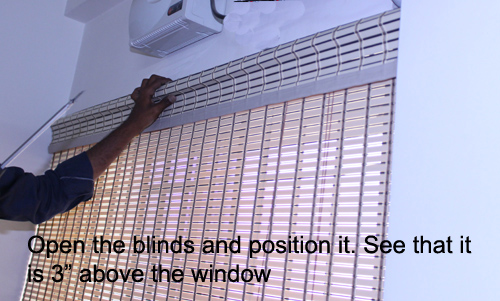 Open the blinds and position it. See that it
is 3” above the window